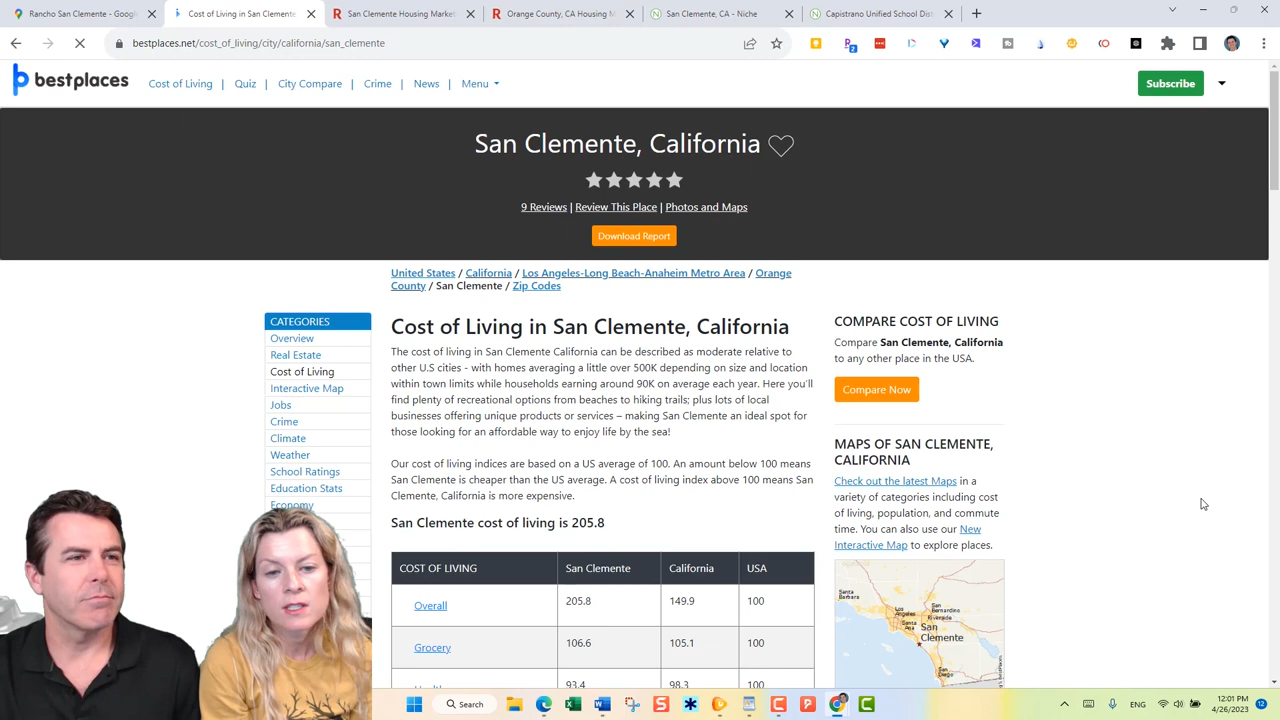 Rancho San Clemente - Google
Cost of Living in San Clemente
San Clemente Housing Market
Orange County, CA Housing M
San Clemente, CA - Niche
Capistrano Unified School Dist
bestplaces.net/cost_of_living/city/california/san_clemente
bestplaces
Cost of Living | Quiz | City Compare | Crime | News | Menu
Subscribe
San Clemente, California
9 Reviews | Review This Place | Photos and Maps
Download Report
United States / California / Los Angeles-Long Beach-Anaheim Metro Area / Orange
County / San Clemente / Zip Codes
CATEGORIES
Overview
Real Estate
Cost of Living
Interactive Map
Jobs
Crime
Climate
Weather
School Ratings
Education Stats
Economy
Cost of Living in San Clemente, California
The cost of living in San Clemente California can be described as moderate relative to
other U.S cities - with homes averaging a little over 500K depending on size and location
within town limits while households earning around 90K on average each year. Here you'll
find plenty of recreational options from beaches to hiking trails; plus lots of local
businesses offering unique products or services – making San Clemente an ideal spot for
those looking for an affordable way to enjoy life by the sea!
Our cost of living indices are based on a US average of 100. An amount below 100 means
San Clemente is cheaper than the US average. A cost of living index above 100 means San
Clemente, California is more expensive.
San Clemente cost of living is 205.8
COST OF LIVING San Clemente California USA
Overall 205.8 149.9 100
Grocery 106.6 105.1 100
Health 93.4 98.3 100
COMPARE COST OF LIVING
Compare San Clemente, California
to any other place in the USA.
Compare Now
MAPS OF SAN CLEMENTE,
CALIFORNIA
Check out the latest Maps in a
variety of categories including cost
of living, population, and commute
time. You can also use our New
Interactive Map to explore places.
Santa
Barbara
Los
Angeles
San
Bernardino
Riverside
Santa
Ana
San
Clemente
San
Diego
Search
ENG
12:01 PM
4/26/2023